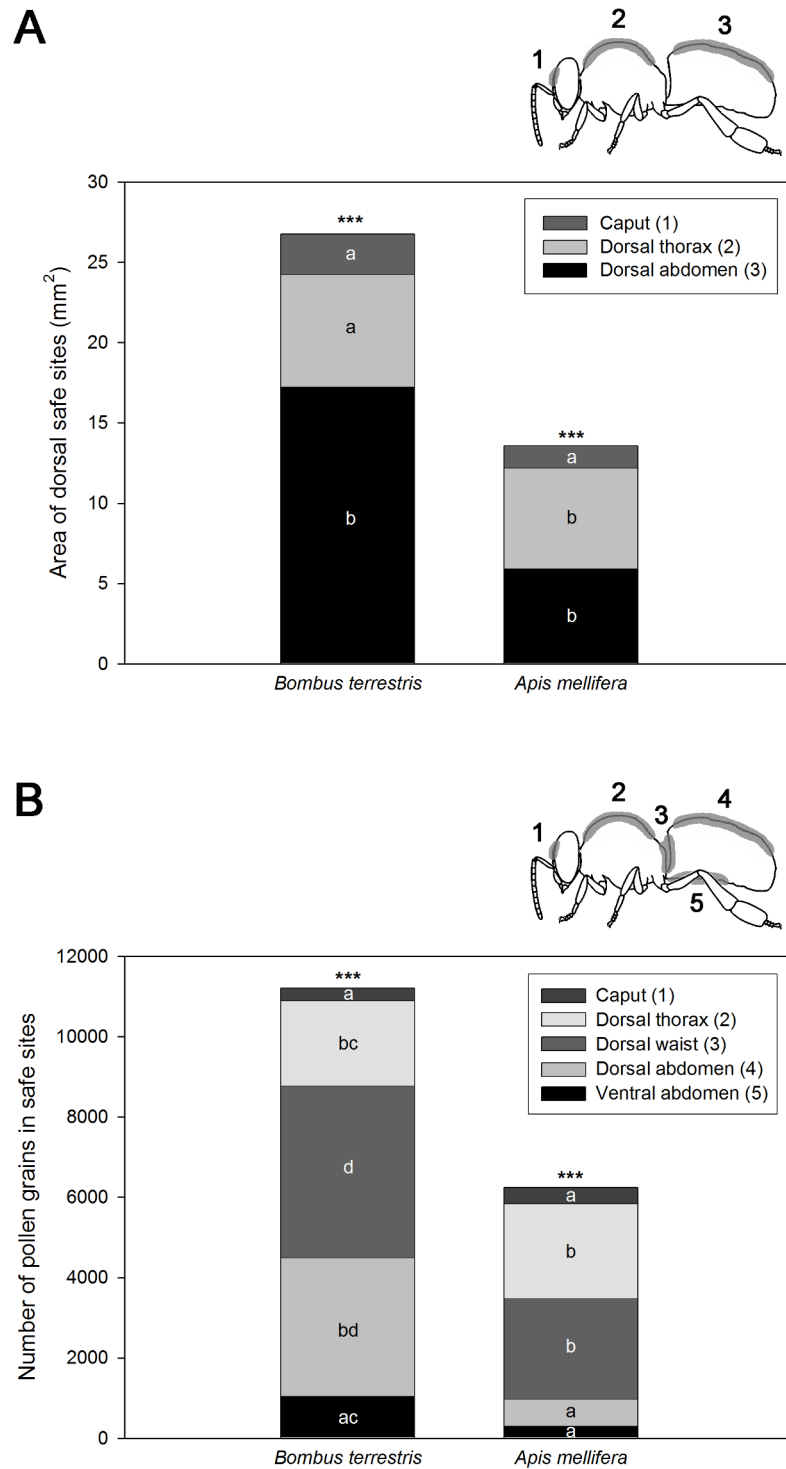 A
1 2 3
30
25
20
15
10
5
0
Area of dorsal safe sites (mm²)
Caput (1)
Dorsal thorax (2)
Dorsal abdomen (3)
***
a
a
b
***
a
b
b
Bombus terrestris
Apis mellifera
B
1 2 3 4
5
12000
10000
8000
6000
4000
2000
0
Number of pollen grains in safe sites
Caput (1)
Dorsal thorax (2)
Dorsal waist (3)
Dorsal abdomen (4)
Ventral abdomen (5)
***
a
bc
d
bd
ac
***
a
b
b
a
a
Bombus terrestris
Apis mellifera